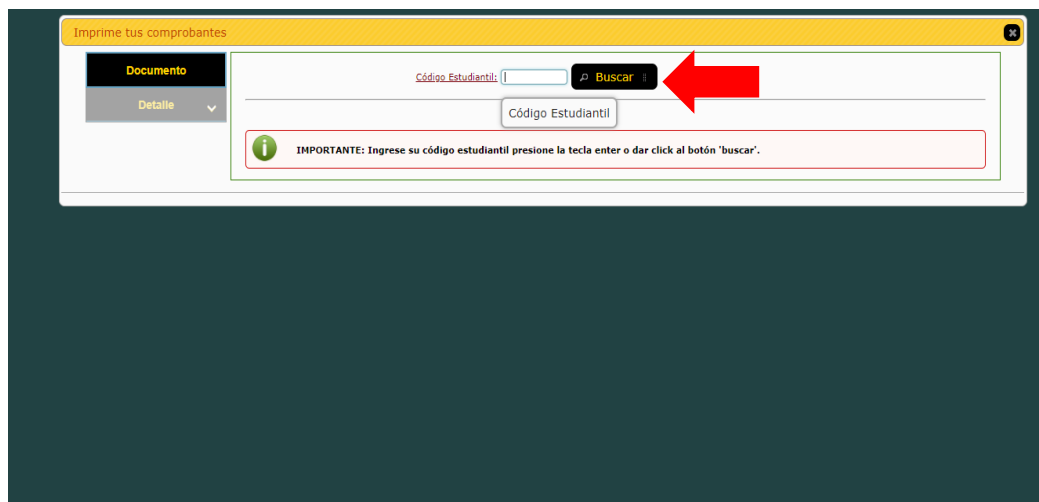 Imprime tus comprobantes
Documento
Detalle
Código Estudiantil:
Buscar
Código Estudiantil
IMPORTANTE: Ingrese su código estudiantil presione la tecla enter o dar click al botón 'buscar'.